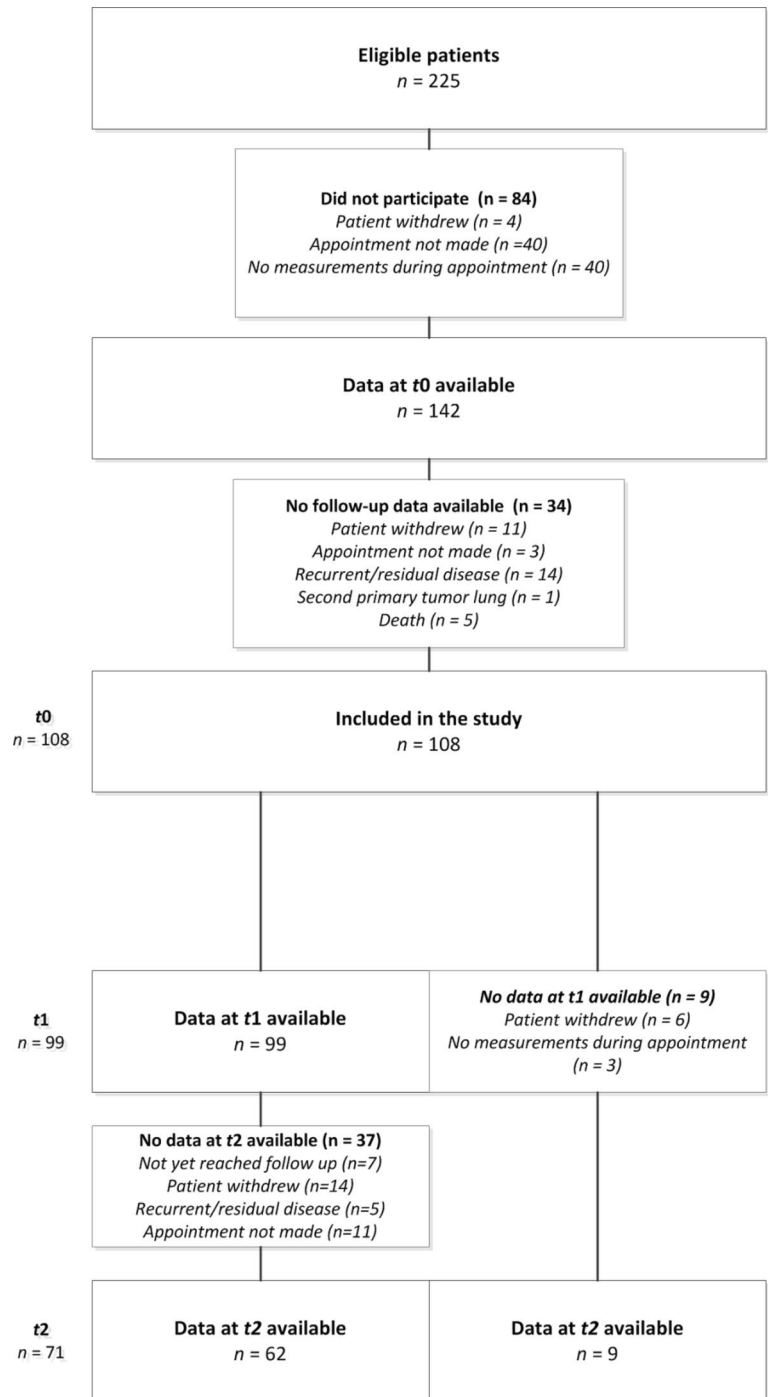 Eligible patients
n = 225
Did not participate (n = 84)
Patient withdrew (n = 4)
Appointment not made (n =40)
No measurements during appointment (n = 40)
Data at t0 available
n = 142
No follow-up data available (n = 34)
Patient withdrew (n = 11)
Appointment not made (n = 3)
Recurrent/residual disease (n = 14)
Second primary tumor lung (n = 1)
Death (n = 5)
t0
n = 108
Included in the study
n = 108
t1
n = 99
Data at t1 available
n = 99
No data at t1 available (n = 9)
Patient withdrew (n = 6)
No measurements during appointment
(n = 3)
No data at t2 available (n = 37)
Not yet reached follow up (n=7)
Patient withdrew (n=14)
Recurrent/residual disease (n=5)
Appointment not made (n=11)
t2
n = 71
Data at t2 available
n = 62
Data at t2 available
n = 9